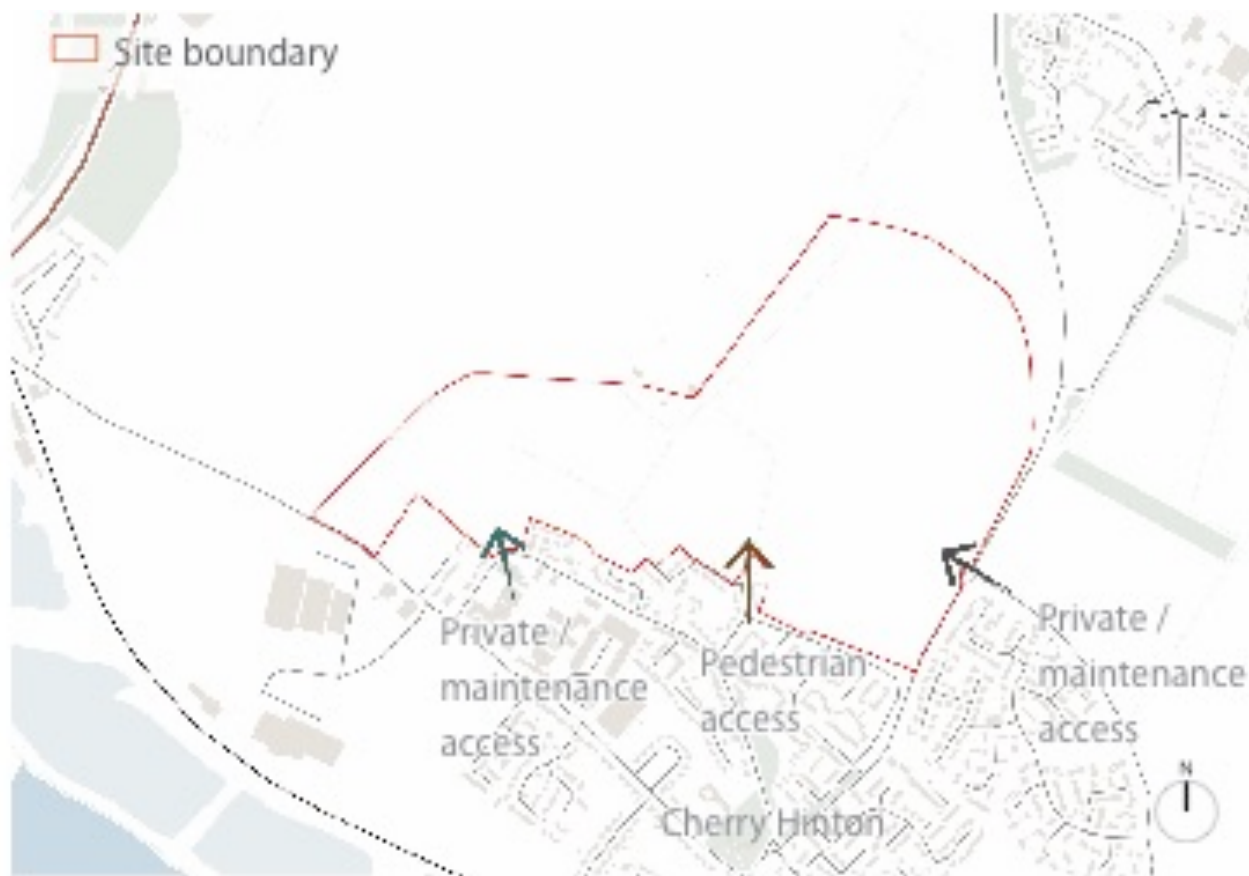 Site boundary
Private /
maintenance
access
Pedestrian
access
Private /
maintenance
access
Cherry Hinton
N